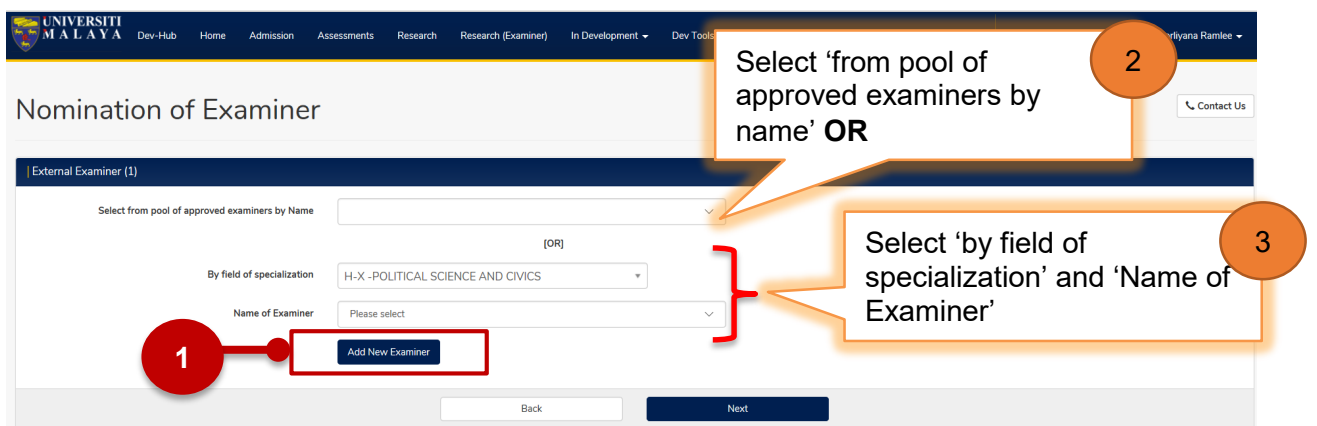 UNIVERSITI
MALAYA
Dev-Hub Home Admission Assessments Research Research (Examiner) In Development Dev Tools Ramlee
Select ‘from pool of
approved examiners by
name’ OR
2
Nomination of Examiner
Contact Us
External Examiner (1)
Select from pool of approved examiners by Name
[OR]
Select ‘by field of
specialization’ and ‘Name of
Examiner’
3
By field of specialization
H-X -POLITICAL SCIENCE AND CIVICS
Name of Examiner
Please select
1
Add New Examiner
Back Next